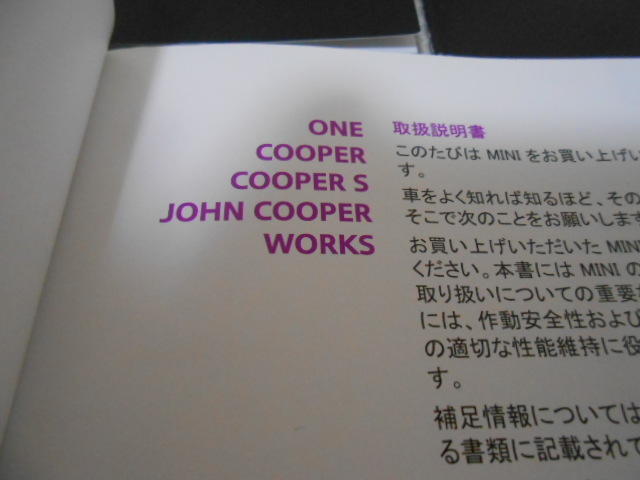 ONE
COOPER
COOPER S
JOHN COOPER
WORKS
取扱説明書
このたびは MINI をお買い上げい
す。
車をよく知れば知るほど、その
そこで次のことをお願いしま
お買い上げいただいた MINI
ください。本書には MINI の
取り扱いについての重要
には、作動安全性および
の適切な性能維持に役
す。
補足情報については
る書類に記載されて